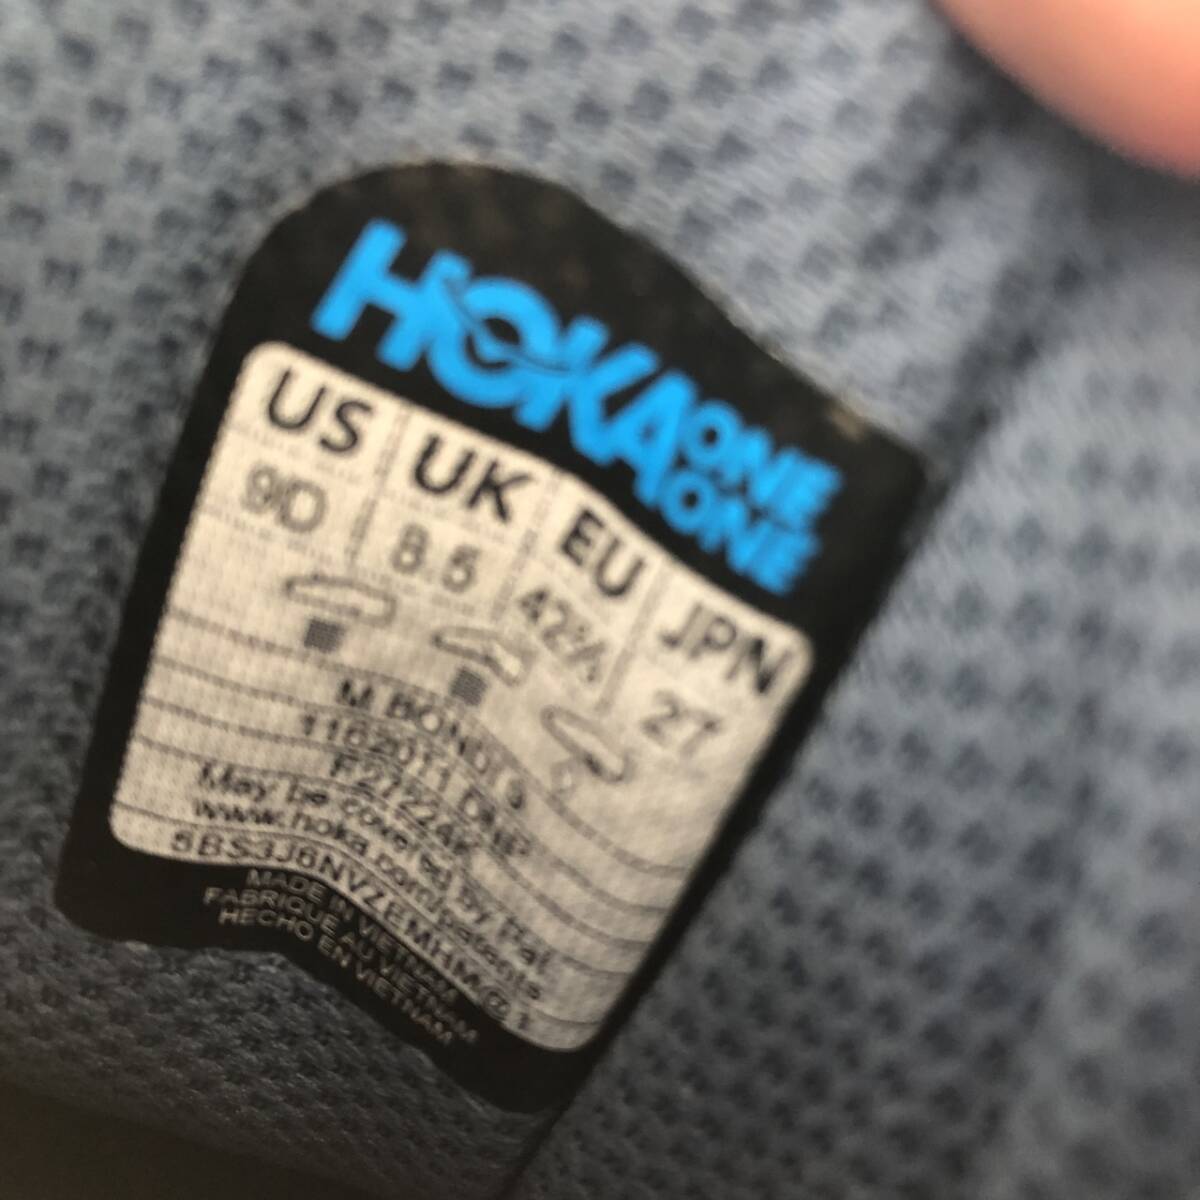 HOKA ONE ONE
US UK EU JPN
9D 8.5 42⅔ 27
M BONDI 6
F27224K
May be covered by Pat.
www.hoka.com/patents
MADE IN VIETNAM
FABRIQUE AU VIETNAM
HECHO EN VIETNAM